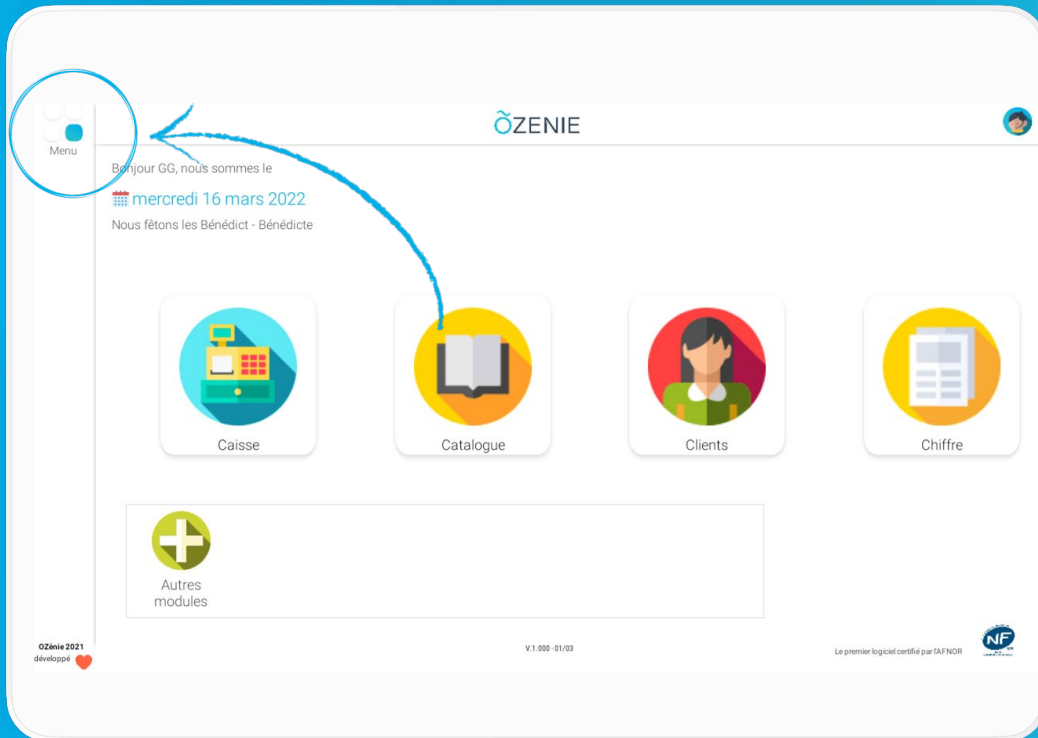 Menu
ÕZENIE
Bonjour GG, nous sommes le
mercredi 16 mars 2022
Nous fêtons les Bénédict - Bénédicte
Caisse
Catalogue
Clients
Chiffre
Autres
modules
OZénie 2021
développé
V.1.000 - 01/03
Le premier logiciel certifié par l'AFNOR
NF